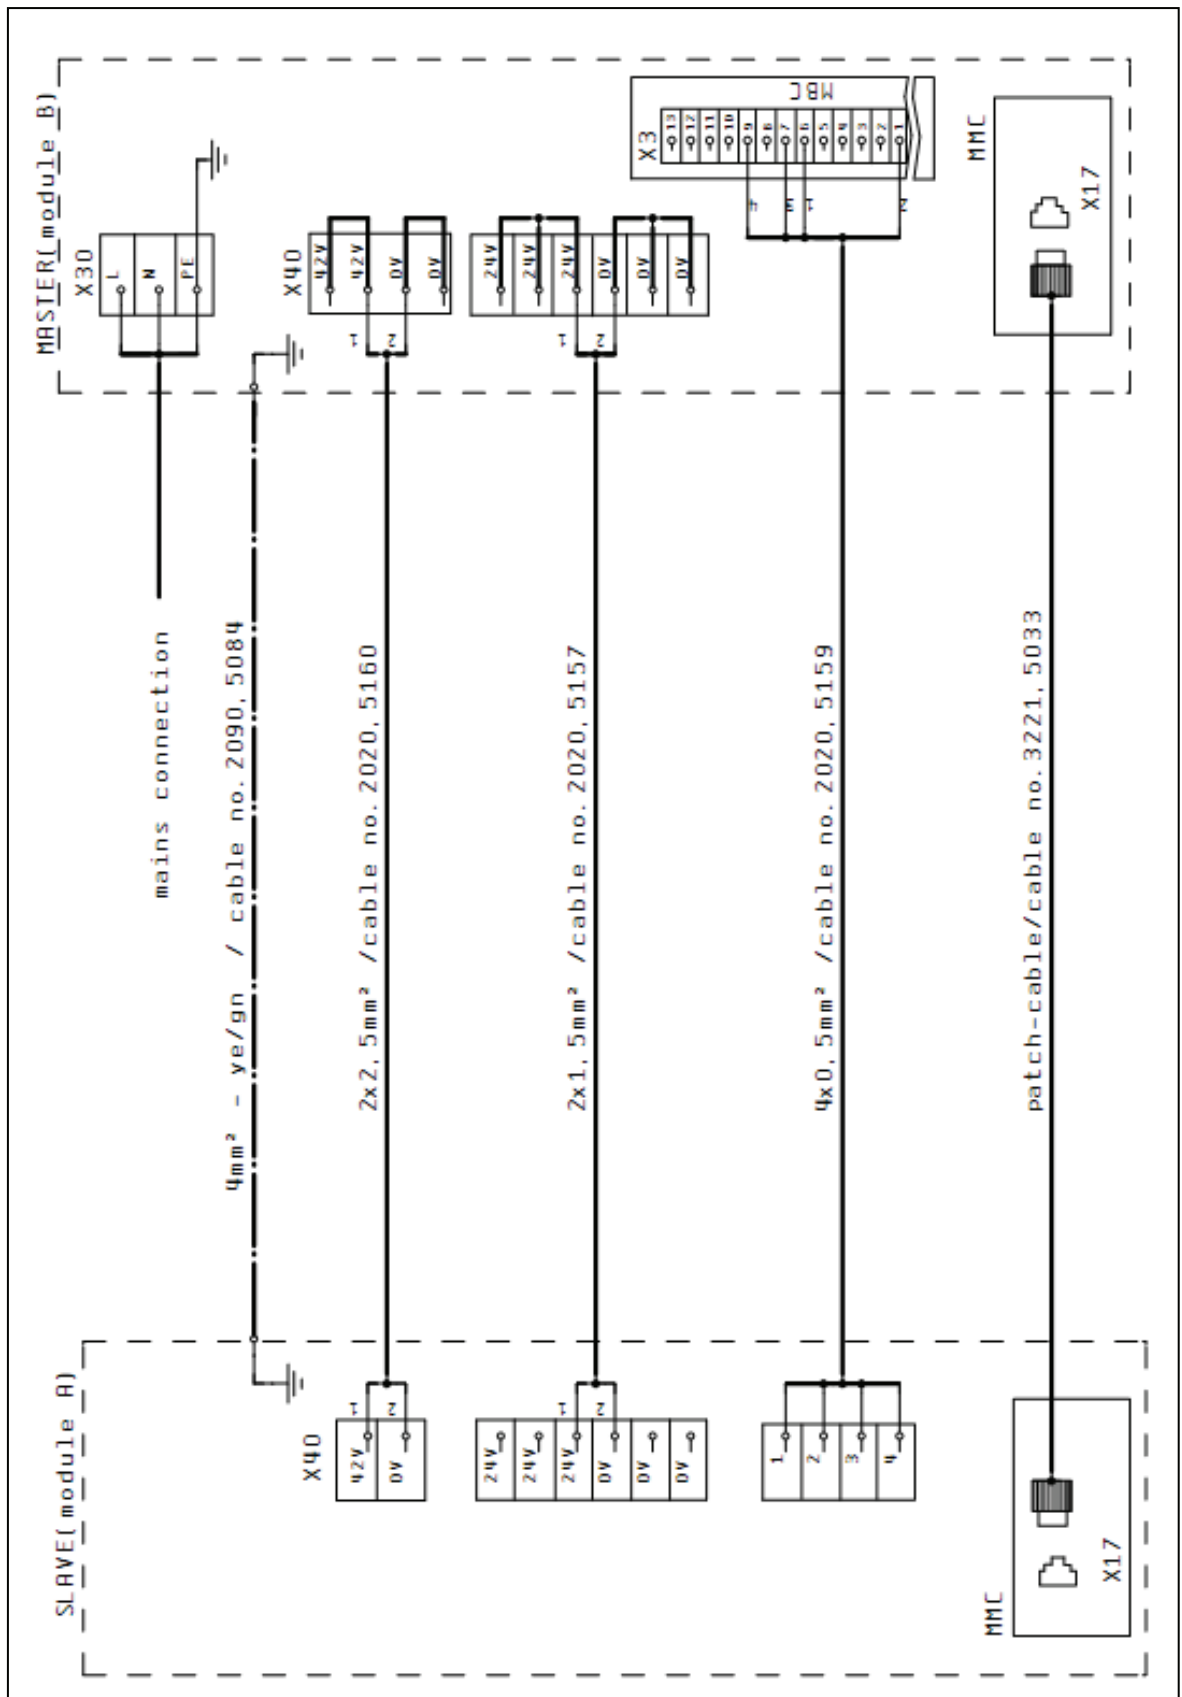 MASTER(module B)
X30
L
N
PE
X40
42V
42V
0V
0V
1
2
24V
24V
24V
0V
0V
0V
1
2
MBC
X3
13
12
11
10
9
8
7
6
5
4
3
2
1
4
3
1
2
MMC
X17
mains connection
4mm² - ye/gn / cable no.2090,5084
2x2,5mm² /cable no.2020,5160
2x1,5mm² /cable no.2020,5157
4x0,5mm² /cable no.2020,5159
patch-cable/cable no.3221,5033
SLAVE(module A)
X40
1
2
42V
0V
1
2
24V
24V
24V
0V
0V
0V
1
2
3
4
MMC
X17